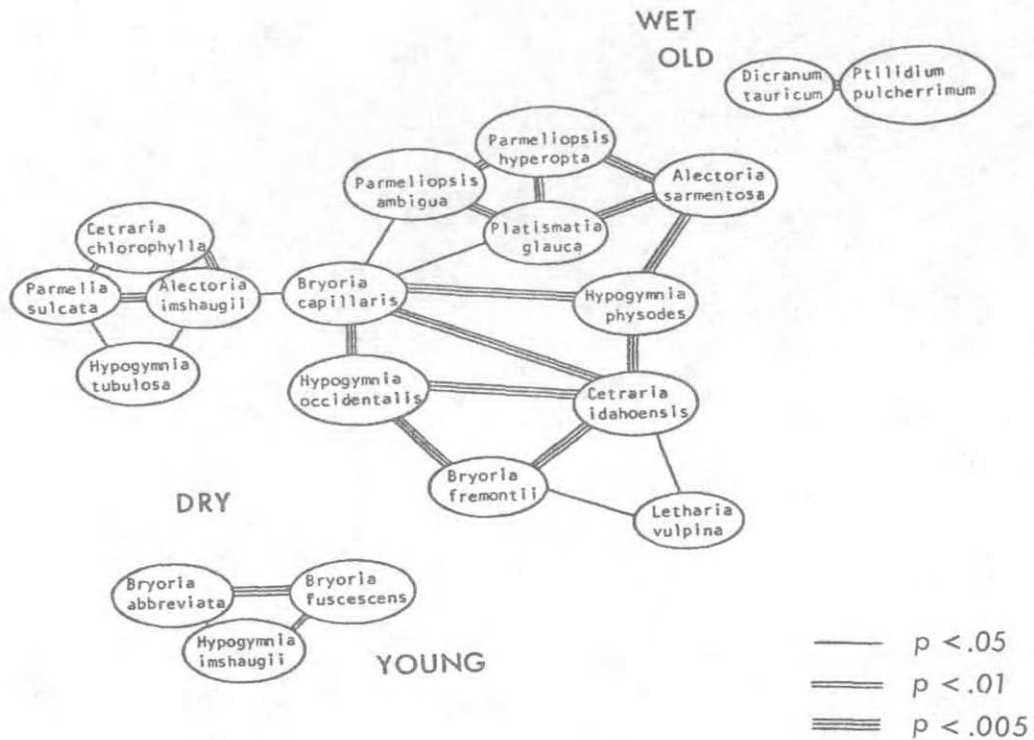 WET
OLD
Dicranum
tauricum
Ptilidium
pulcherrimum
Parmeliopsis
hyperopta
Parmeliopsis
ambigua
Alectoria
sarmentosa
Platismatia
glauca
Cetraria
chlorophylla
Parmelia
sulcata
Alectoria
imshaugii
Bryoria
capillaris
Hypogymnia
physodes
Hypogymnia
tubulosa
Hypogymnia
occidentalis
Cetraria
idahoensis
Bryoria
fremontii
Letharia
vulpina
DRY
Bryoria
abbreviata
Bryoria
fuscescens
Hypogymnia
imshaugii
YOUNG
p < .05
p < .01
p < .005